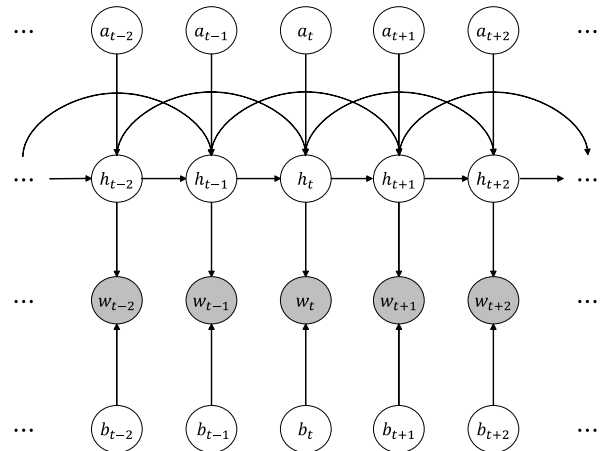 ... a_{t−2} a_{t−1} a_t a_{t+1} a_{t+2} ...
... h_{t−2} h_{t−1} h_t h_{t+1} h_{t+2} ...
... w_{t−2} w_{t−1} w_t w_{t+1} w_{t+2} ...
... b_{t−2} b_{t−1} b_t b_{t+1} b_{t+2} ...